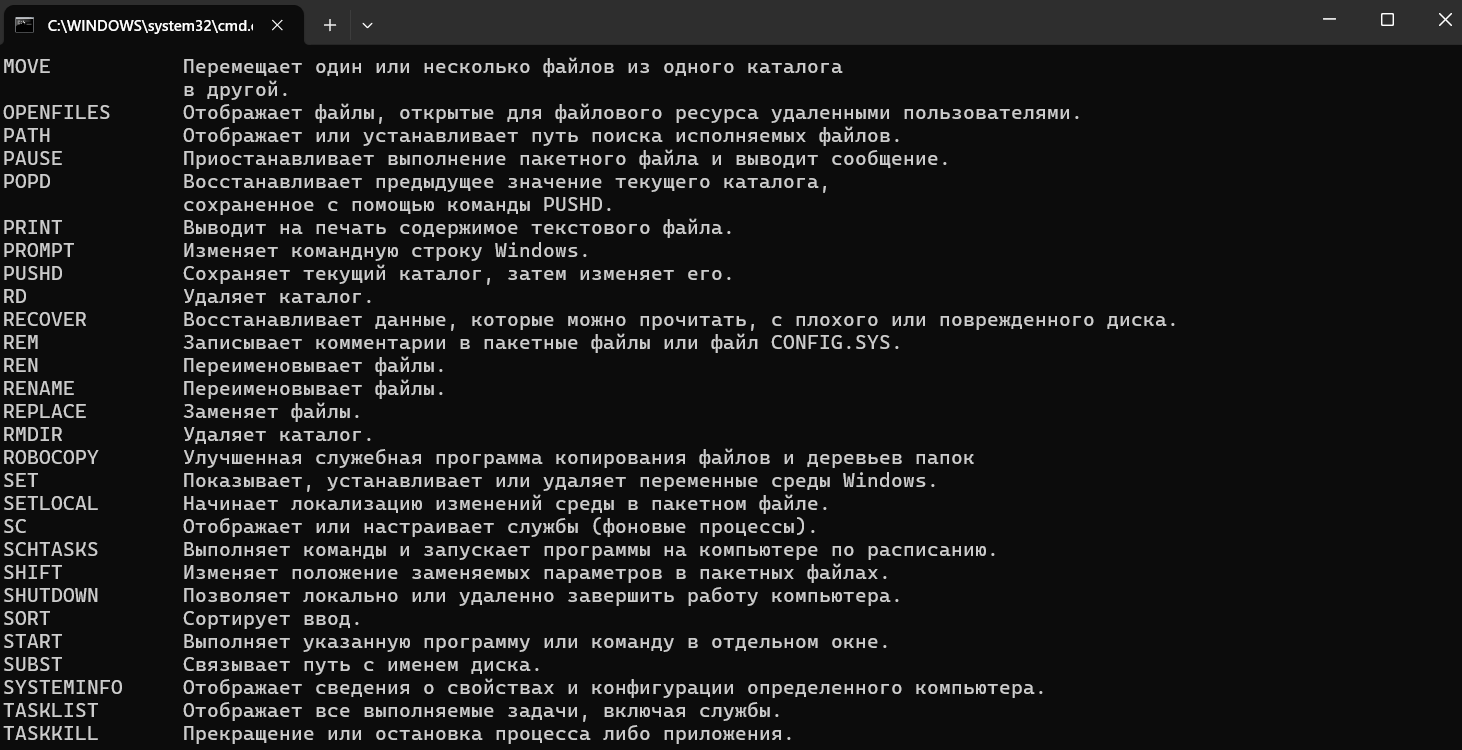 C:\WINDOWS\system32\cmd.
MOVE Перемещает один или несколько файлов из одного каталога
в другой.
OPENFILES Отображает файлы, открытые для файлового ресурса удаленными пользователями.
PATH Отображает или устанавливает путь поиска исполняемых файлов.
PAUSE Приостанавливает выполнение пакетного файла и выводит сообщение.
POPD Восстанавливает предыдущее значение текущего каталога,
сохраненное с помощью команды PUSHD.
PRINT Выводит на печать содержимое текстового файла.
PROMPT Изменяет командную строку Windows.
PUSHD Сохраняет текущий каталог, затем изменяет его.
RD Удаляет каталог.
RECOVER Восстанавливает данные, которые можно прочитать, с плохого или поврежденного диска.
REM Записывает комментарии в пакетные файлы или файл CONFIG.SYS.
REN Переименовывает файлы.
RENAME Переименовывает файлы.
REPLACE Заменяет файлы.
RMDIR Удаляет каталог.
ROBOCOPY Улучшенная служебная программа копирования файлов и деревьев папок
SET Показывает, устанавливает или удаляет переменные среды Windows.
SETLOCAL Начинает локализацию изменений среды в пакетном файле.
SC Отображает или настраивает службы (фоновые процессы).
SCHTASKS Выполняет команды и запускает программы на компьютере по расписанию.
SHIFT Изменяет положение заменяемых параметров в пакетных файлах.
SHUTDOWN Позволяет локально или удаленно завершить работу компьютера.
SORT Сортирует ввод.
START Выполняет указанную программу или команду в отдельном окне.
SUBST Связывает путь с именем диска.
SYSTEMINFO Отображает сведения о свойствах и конфигурации определенного компьютера.
TASKLIST Отображает все выполняемые задачи, включая службы.
TASKKILL Прекращение или остановка процесса либо приложения.